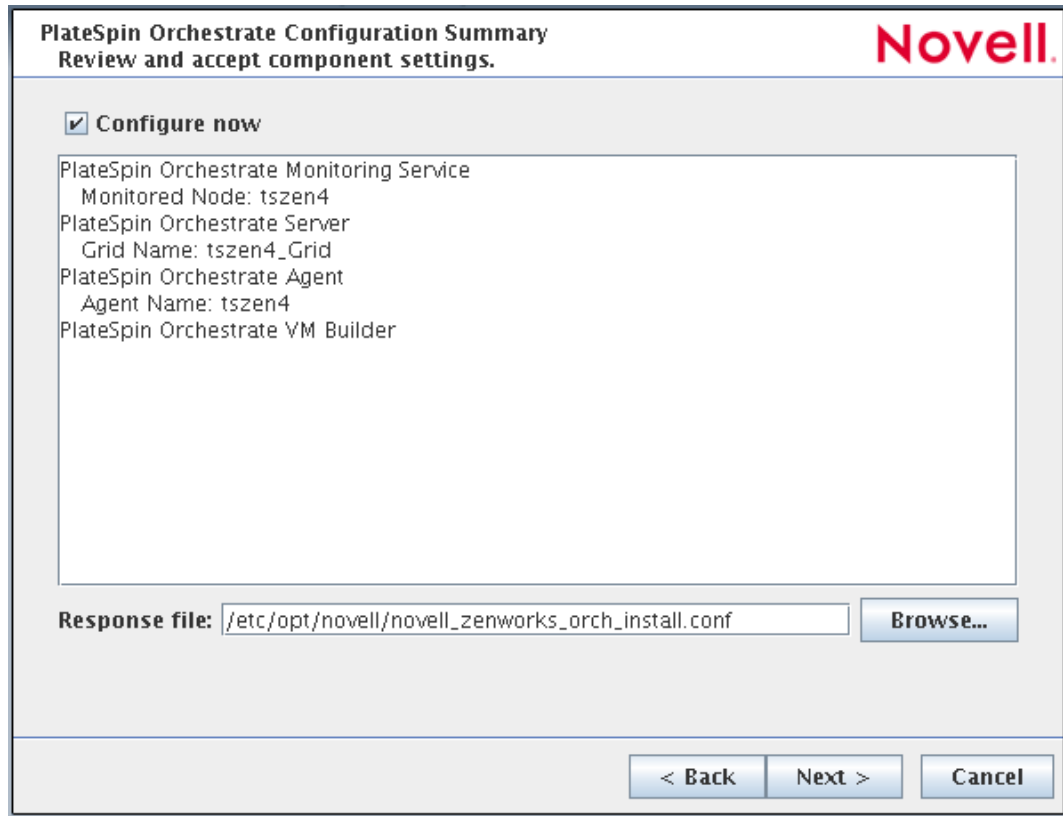 PlateSpin Orchestrate Configuration Summary
Review and accept component settings.
Novell.
Configure now
PlateSpin Orchestrate Monitoring Service
Monitored Node: tszen4
PlateSpin Orchestrate Server
Grid Name: tszen4_Grid
PlateSpin Orchestrate Agent
Agent Name: tszen4
PlateSpin Orchestrate VM Builder
Response file: /etc/opt/novell/novell_zenworks_orch_install.conf Browse...
< Back Next > Cancel